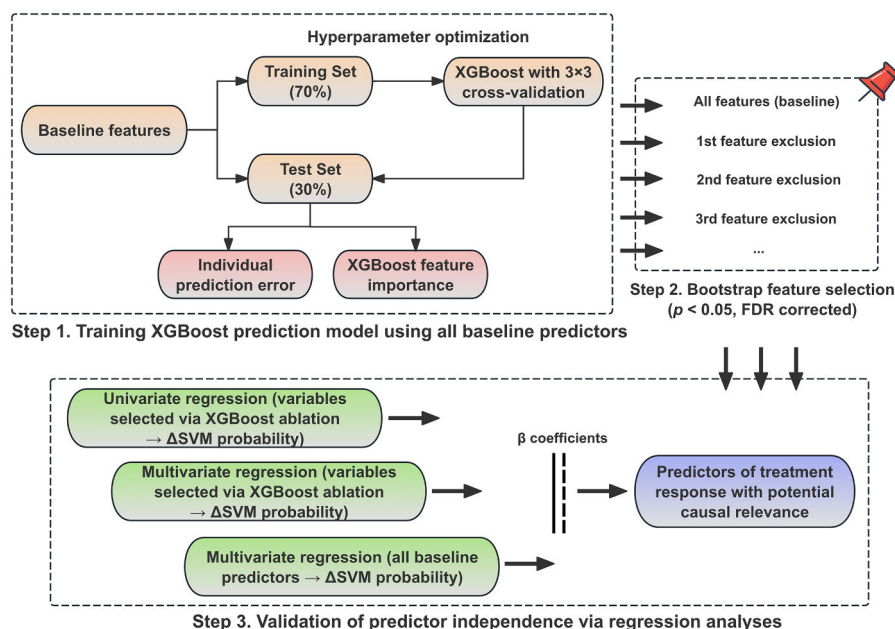 Hyperparameter optimization
Baseline features
Training Set
(70%)
XGBoost with 3×3
cross-validation
Test Set
(30%)
Individual
prediction error
XGBoost feature
importance
Step 1. Training XGBoost prediction model using all baseline predictors
All features (baseline)
1st feature exclusion
2nd feature exclusion
3rd feature exclusion
...
Step 2. Bootstrap feature selection
(p < 0.05, FDR corrected)
Univariate regression (variables
selected via XGBoost ablation
→ ΔSVM probability)
Multivariate regression (variables
selected via XGBoost ablation
→ ΔSVM probability)
Multivariate regression (all baseline
predictors → ΔSVM probability)
β coefficients
Predictors of treatment
response with potential
causal relevance
Step 3. Validation of predictor independence via regression analyses